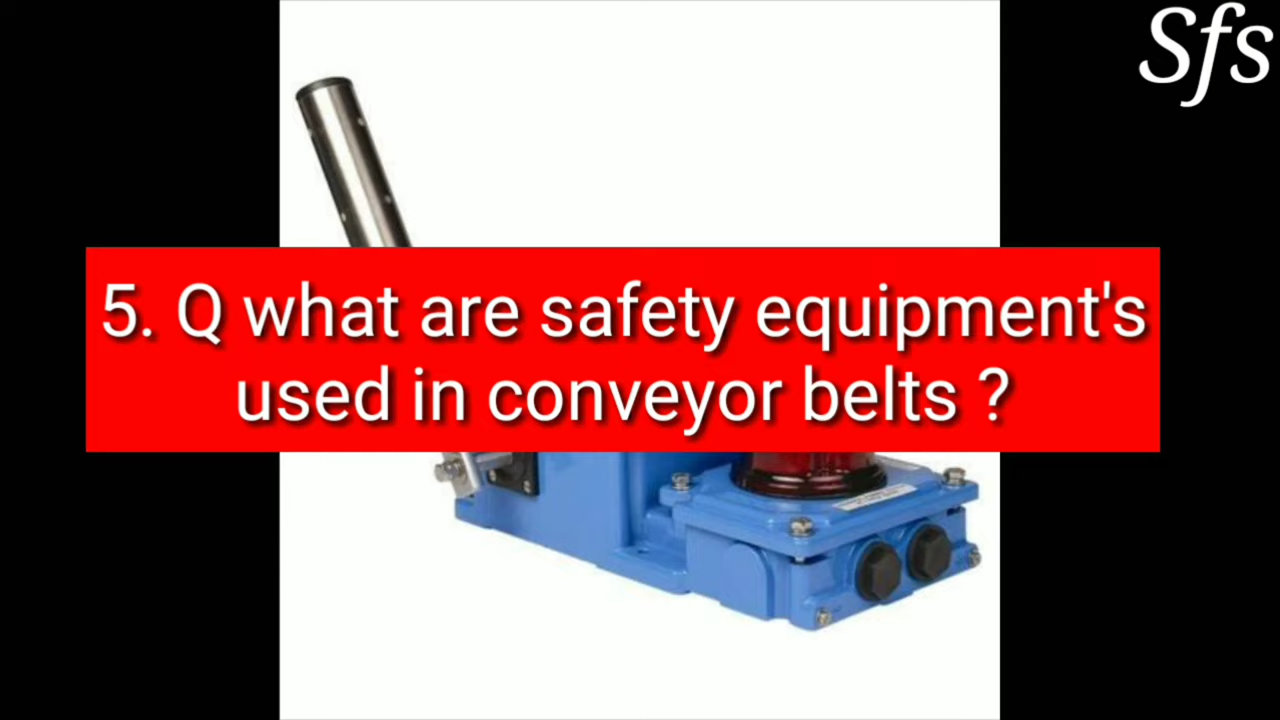 Sfs
5. Q what are safety equipment's
used in conveyor belts ?